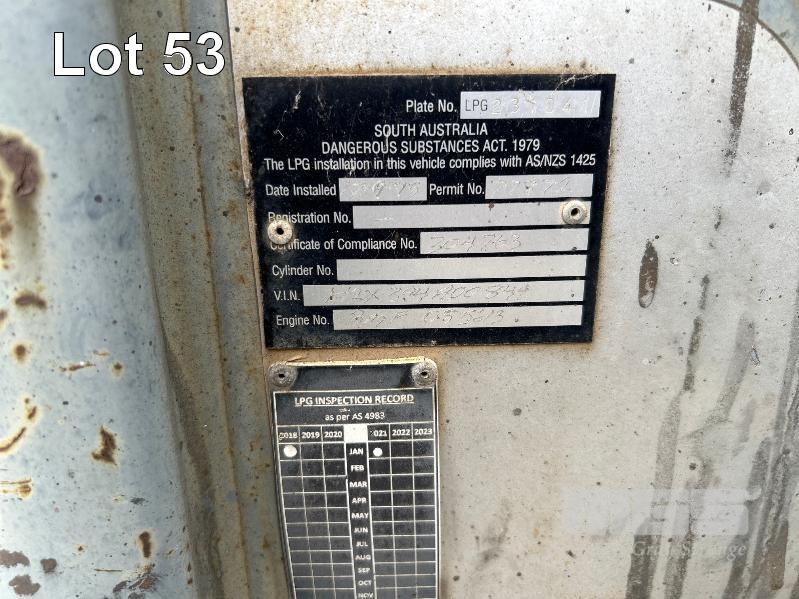 Lot 53
Plate No. LPG
SOUTH AUSTRALIA
DANGEROUS SUBSTANCES ACT. 1979
The LPG installation in this vehicle complies with AS/NZS 1425
Date Installed Permit No.
Registration No.
Certificate of Compliance No. 204763
Cylinder No.
V.I.N.
Engine No.
LPG INSPECTION RECORD
as per AS 4983
2018 2019 2020 2021 2022 2023
JAN
FEB
MAR
APR
MAY
JUN
JUL
AUG
SEP
OCT
NOV